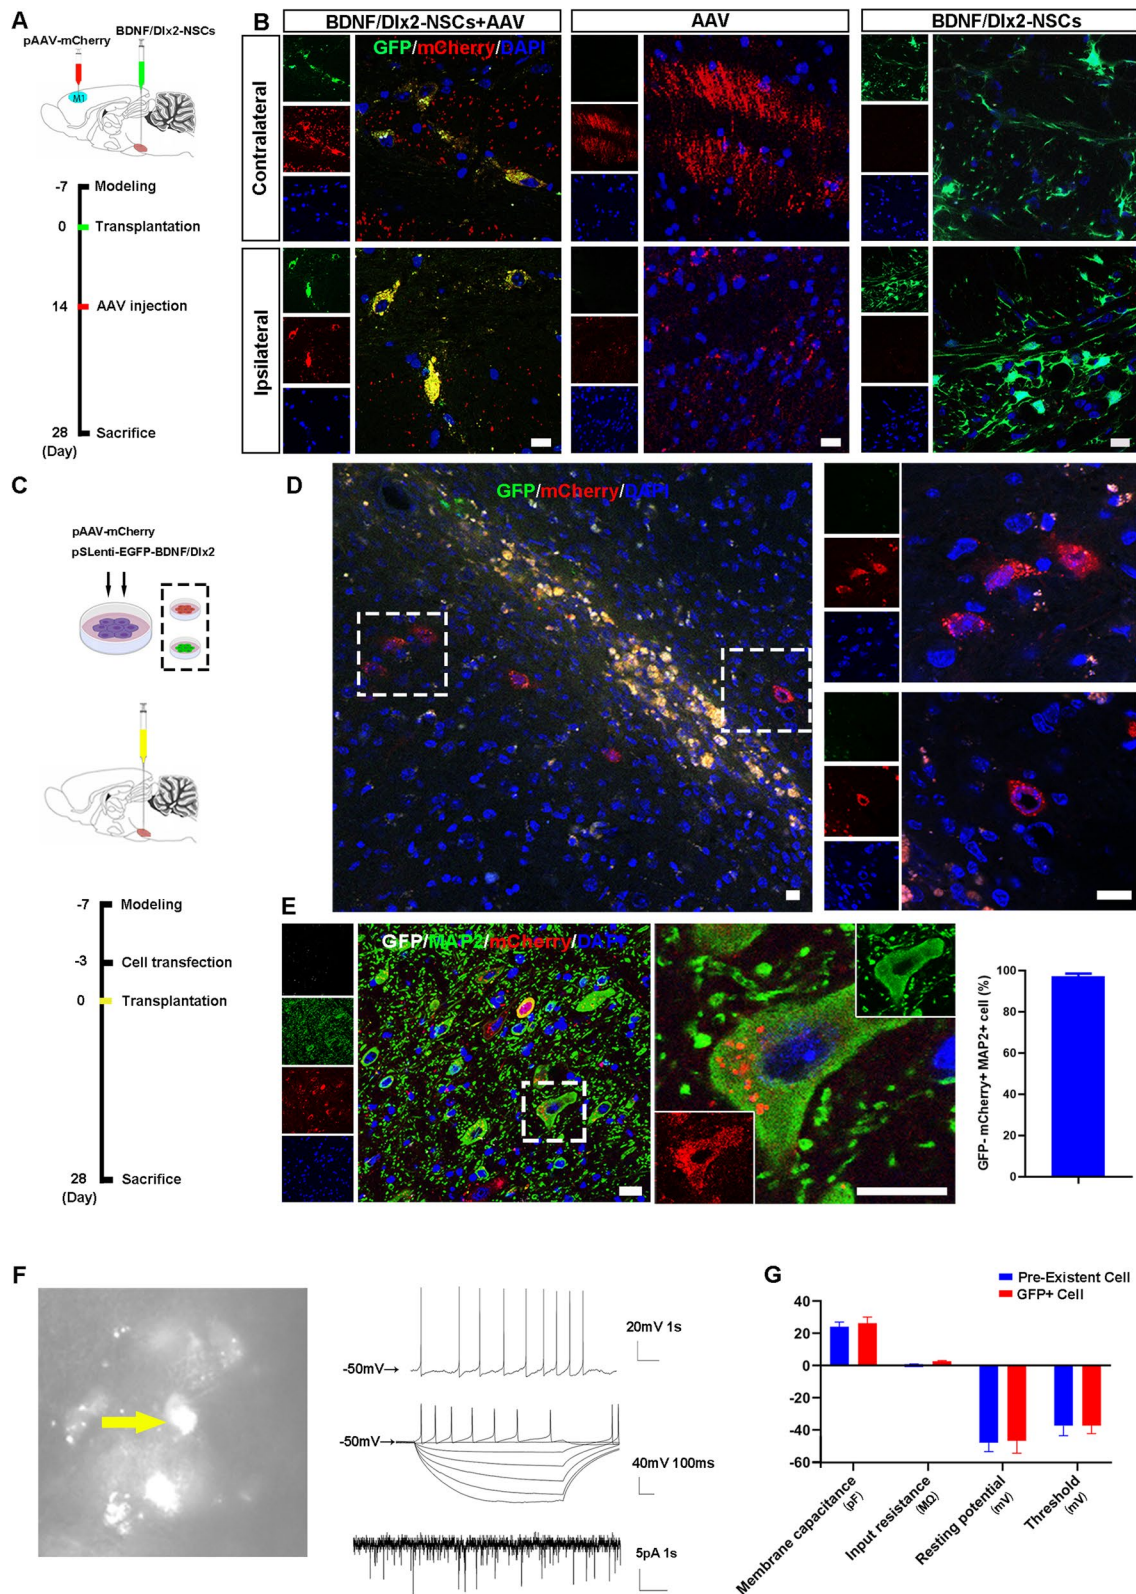 A
pAAV-mCherry
BDNF/Dlx2-NSCs
M1
-7 Modeling
0 Transplantation
14 AAV injection
28 Sacrifice
(Day)
B
BDNF/Dlx2-NSCs+AAV
AAV
BDNF/Dlx2-NSCs
GFP/mCherry/DAPI
Contralateral
Ipsilateral
C
pAAV-mCherry
pSLenti-EGFP-BDNF/Dlx2
-7 Modeling
-3 Cell transfection
0 Transplantation
28 Sacrifice
(Day)
D
GFP/mCherry/DAPI
E
GFP/MAP2/mCherry/DAPI
GFP- mCherry+ MAP2+ cell (%)
100
80
60
40
20
0
F
-50mV→
20mV 1s
-50mV→
40mV 100ms
5pA 1s
G
Pre-Existent Cell
GFP+ Cell
40
20
0
-20
-40
-60
Membrane capacitance
(pF)
Input resistance
(MΩ)
Resting potential
(mV)
Threshold
(mV)